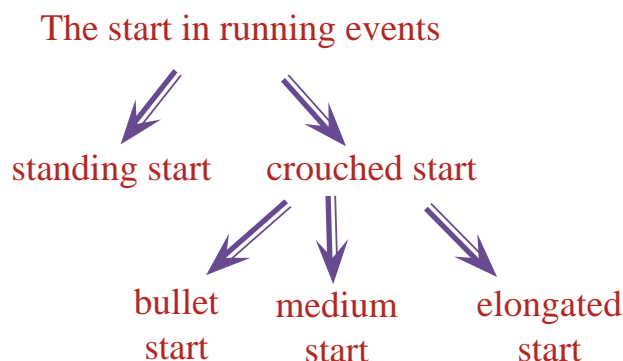 The start in running events
standing start
crouched start
bullet
start
medium
start
elongated
start